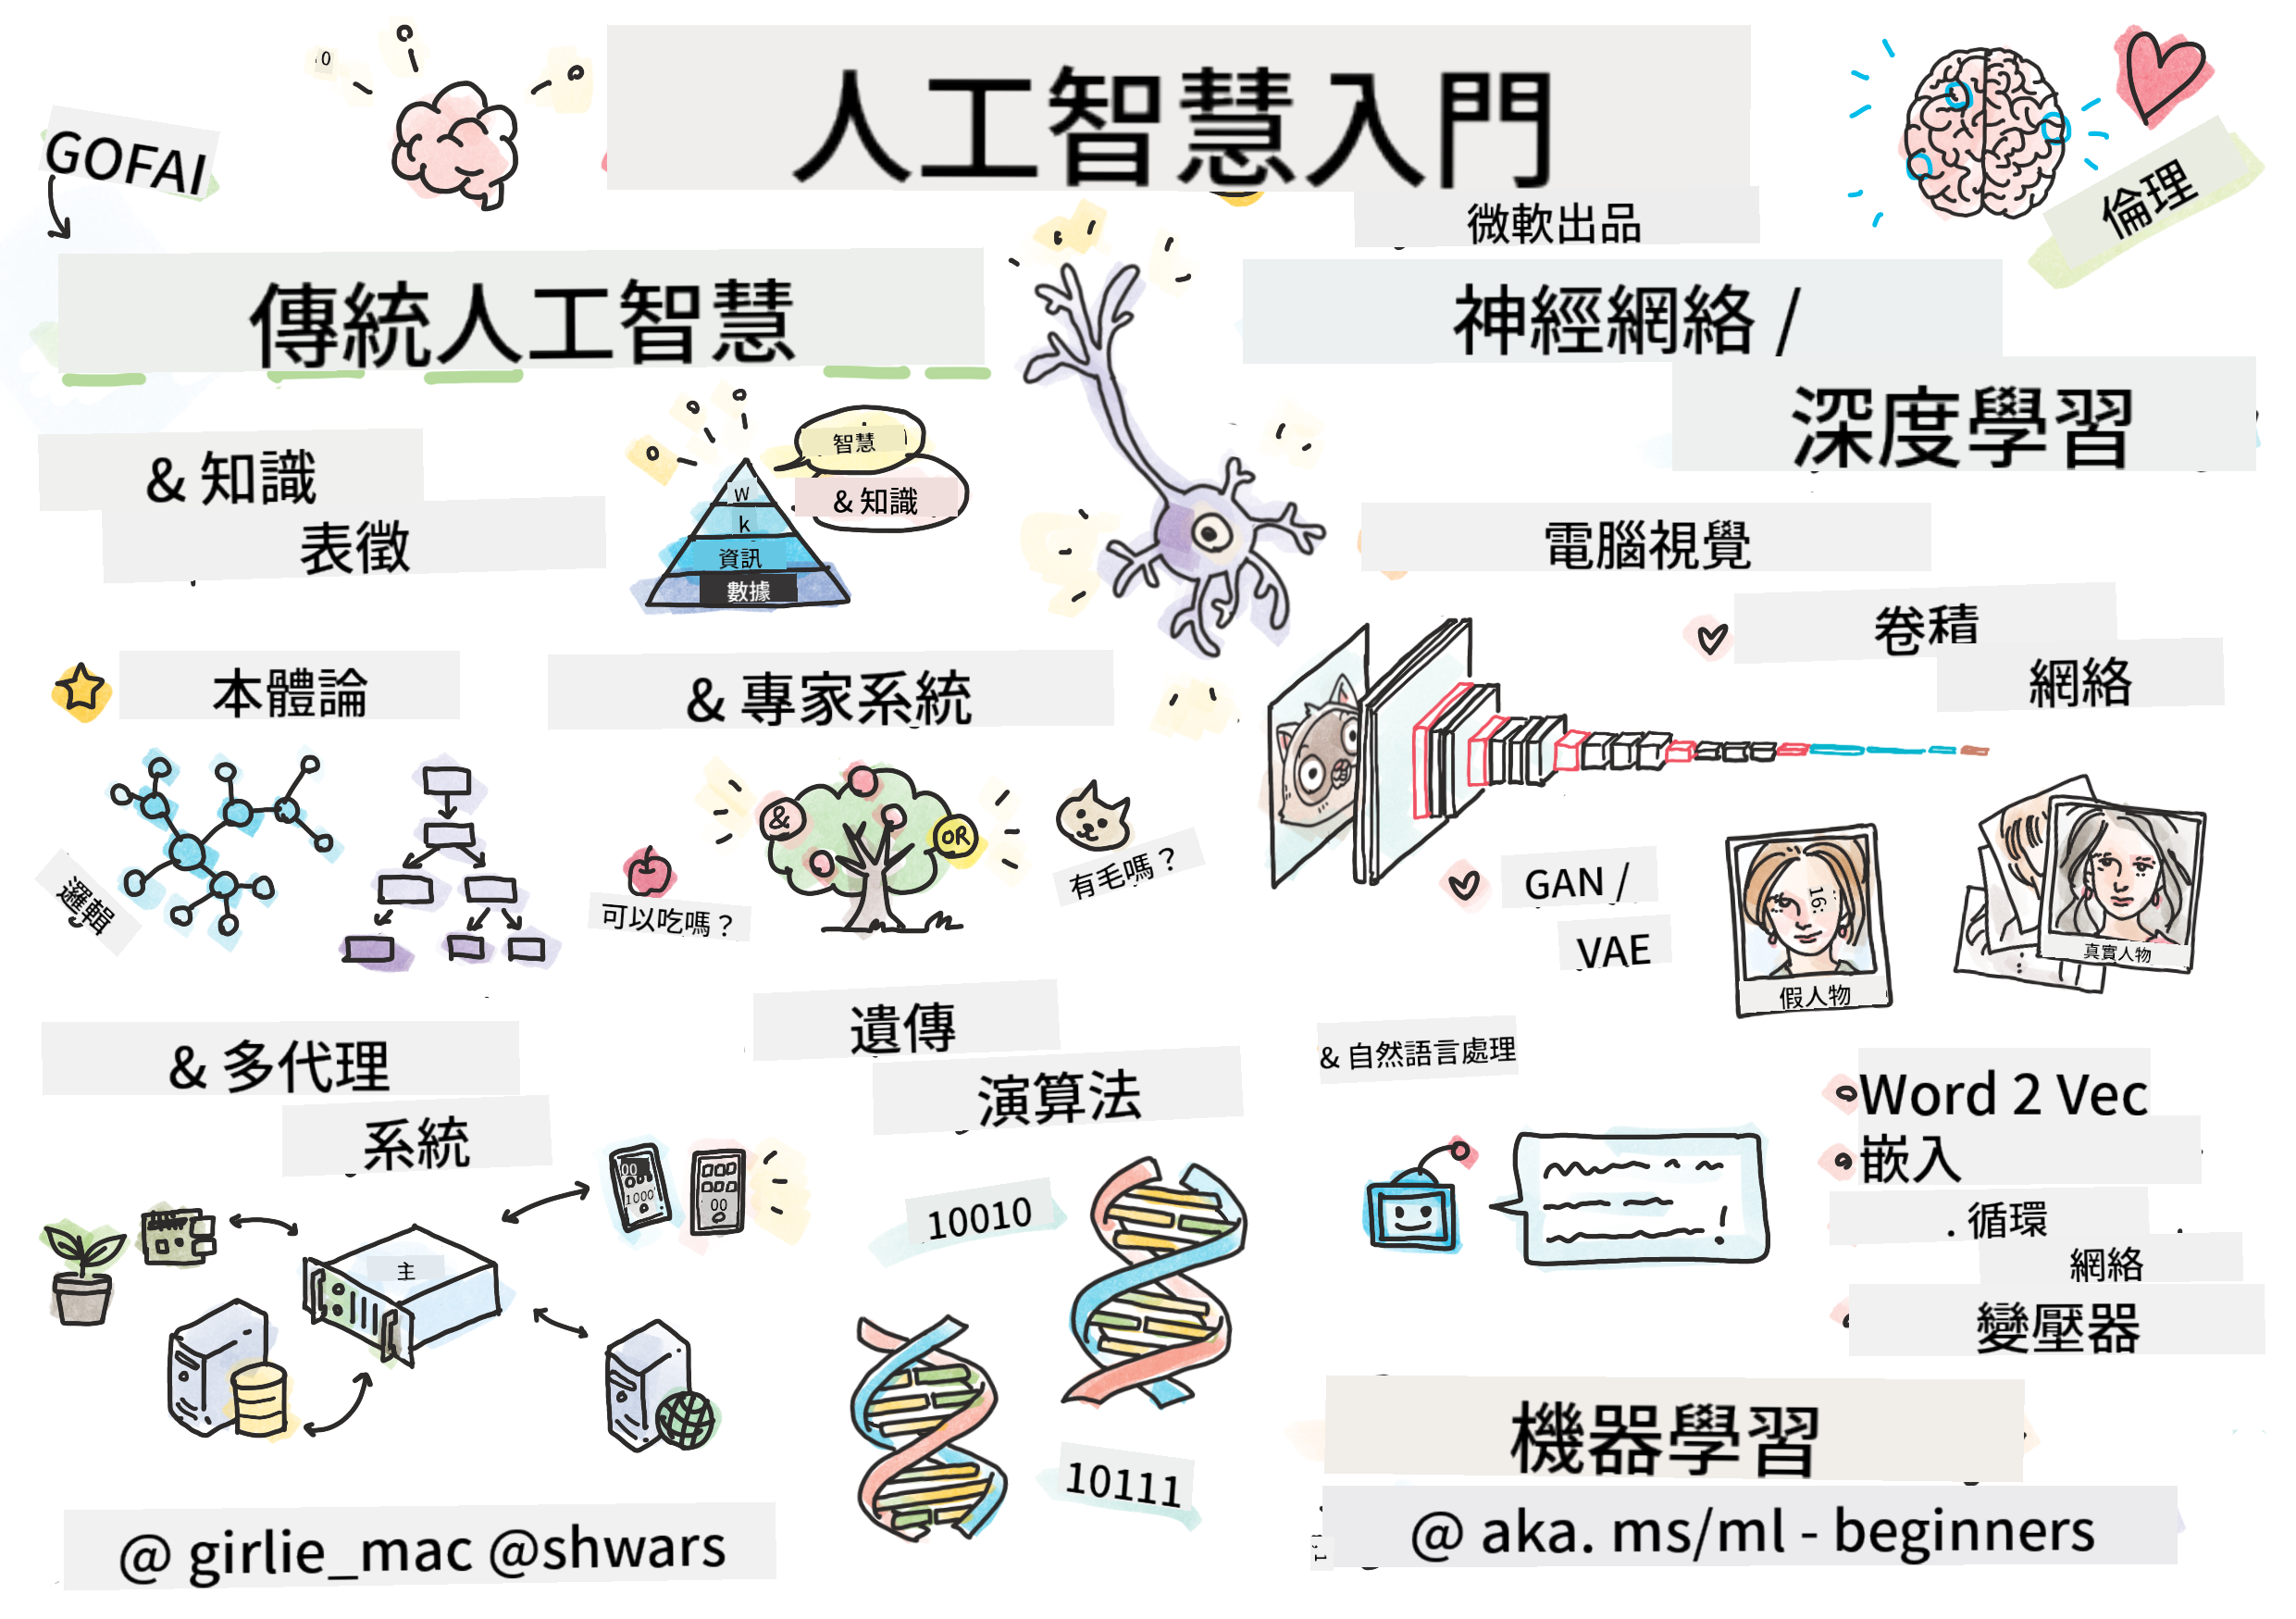 人工智慧入門
微軟出品
GOFAI
倫理
傳統人工智慧
& 知識
表徵
智慧
& 知識
w
k
資訊
數據
本體論
& 專家系統
邏輯
&
OR
可以吃嗎？
有毛嗎？
& 多代理
系統
主
00
1000
00
遺傳
演算法
10010
10111
神經網絡 /
深度學習
電腦視覺
卷積
網絡
GAN /
VAE
16:
假人物
真實人物
& 自然語言處理
Word 2 Vec
嵌入
. 循環
網絡
變壓器
機器學習
@ aka. ms/ml - beginners
@ girlie_mac @shwars